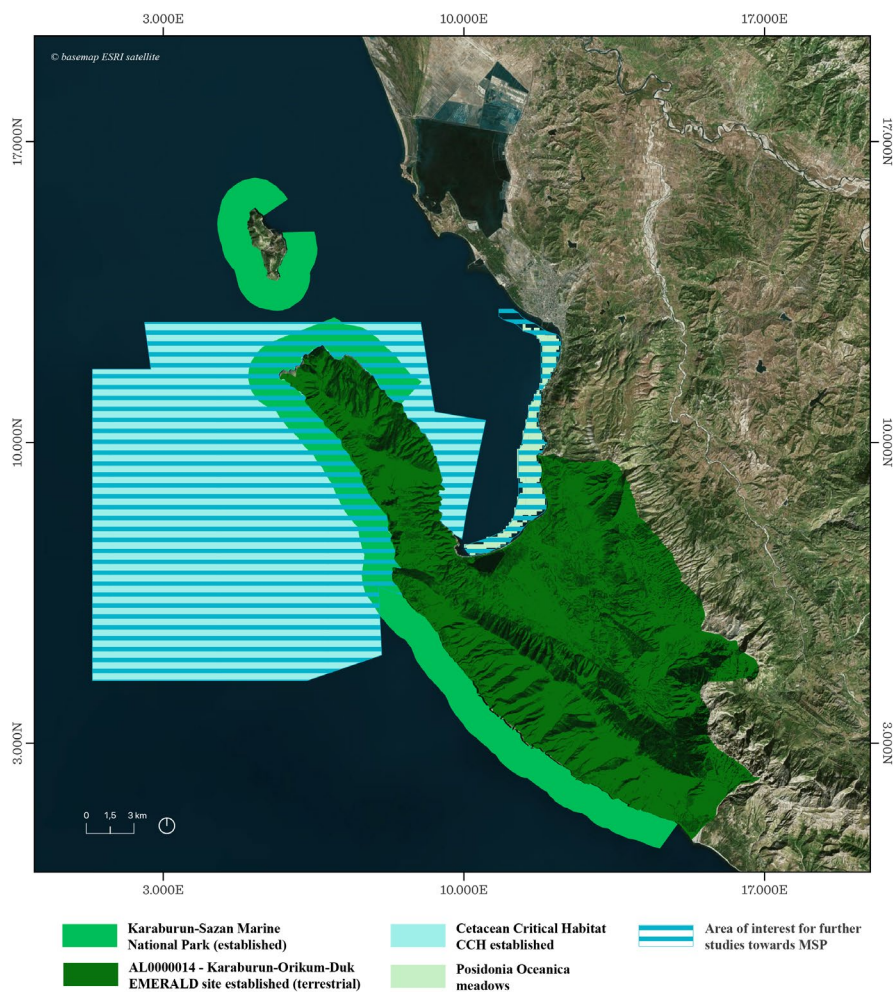 3.000E 10.000E 17.000E
© basemap ESRI satellite
17.000N 17.000N
10.000N 10.000N
3.000N 3.000N
0 1,5 3 km
3.000E 10.000E 17.000E
Karaburun-Sazan Marine
National Park (established)
Cetacean Critical Habitat
CCH established
Area of interest for further
studies towards MSP
AL0000014 - Karaburun-Orikum-Duk
EMERALD site established (terrestrial)
Posidonia Oceanica
meadows